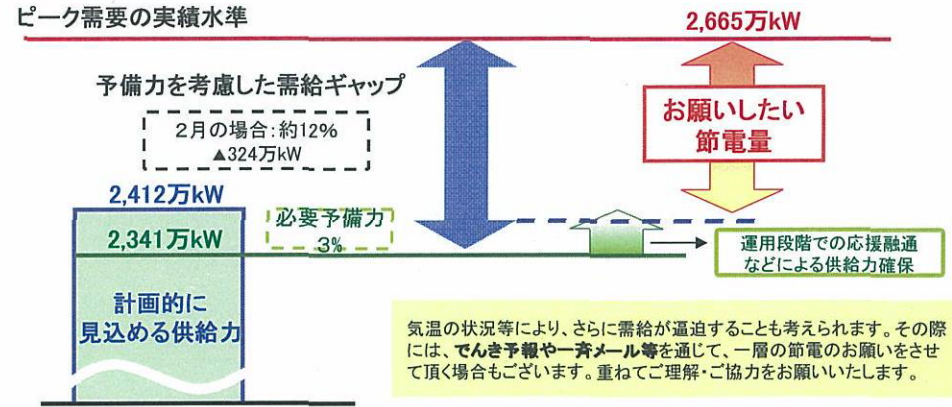 ピーク需要の実績水準
2,665万kW
予備力を考慮した需給ギャップ
2月の場合:約12%
▲324万kW
お願いしたい
節電量
2,412万kW
2,341万kW
必要予備力
3%
運用段階での応援融通
などによる供給力確保
計画的に
見込める供給力
気温の状況等により、さらに需給が逼迫することも考えられます。その際
には、でんき予報や一斉メール等を通じて、一層の節電のお願いをさせ
て頂く場合もございます。重ねてご理解・ご協力をお願いいたします。